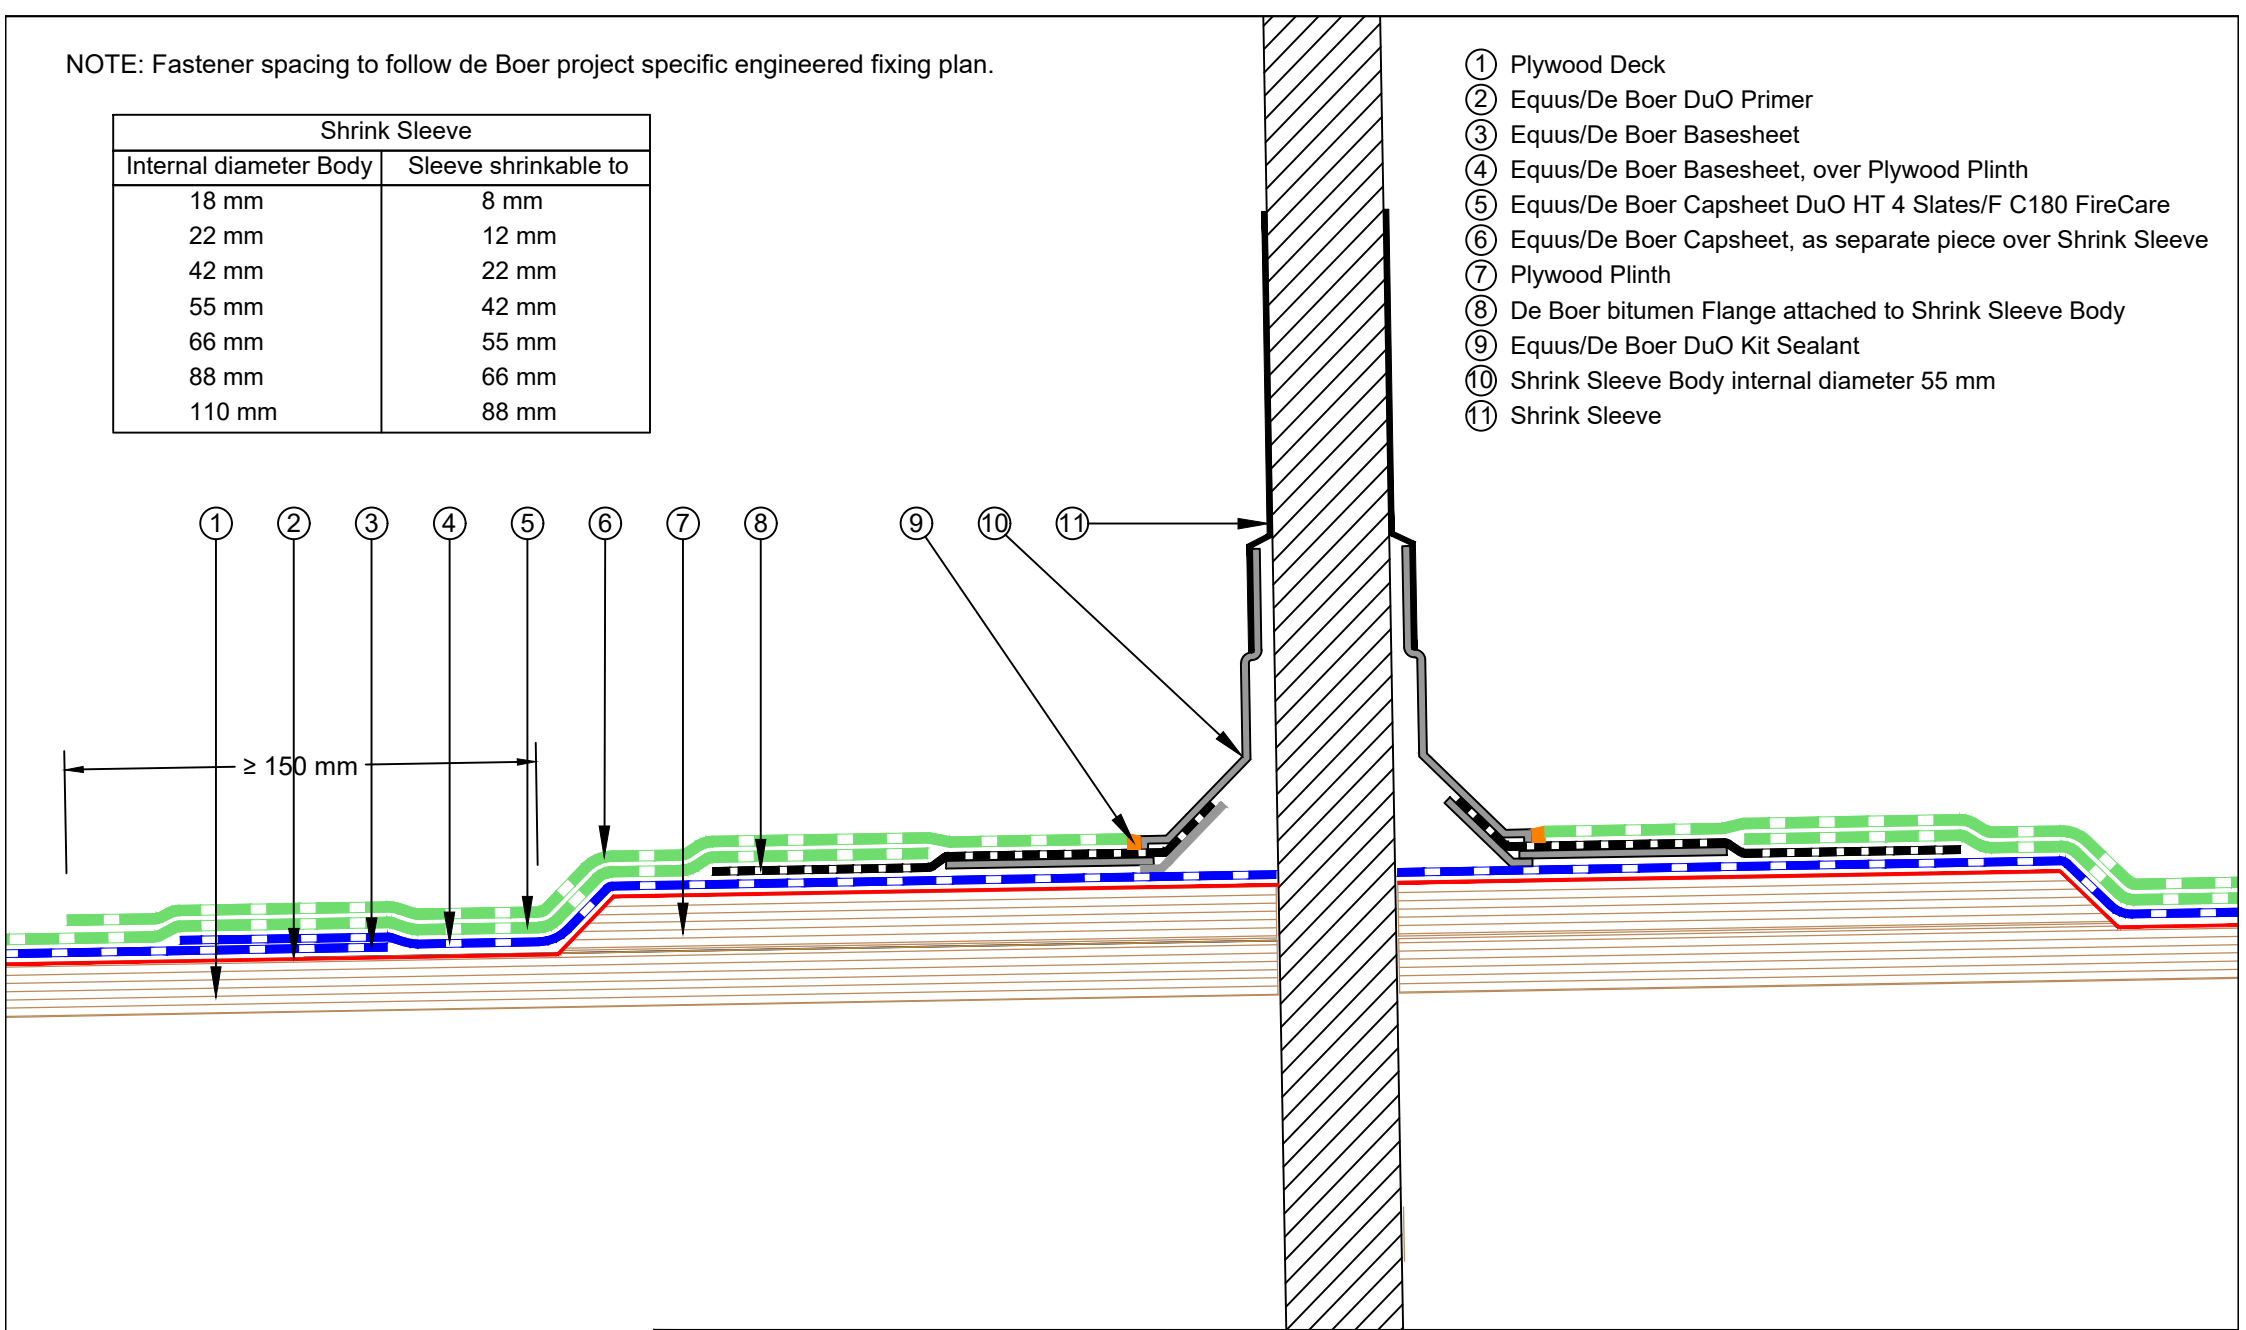 NOTE: Fastener spacing to follow de Boer project specific engineered fixing plan.
Shrink Sleeve
Internal diameter Body Sleeve shrinkable to
18 mm 8 mm
22 mm 12 mm
42 mm 22 mm
55 mm 42 mm
66 mm 55 mm
88 mm 66 mm
110 mm 88 mm
1 Plywood Deck
2 Equus/De Boer DuO Primer
3 Equus/De Boer Basesheet
4 Equus/De Boer Basesheet, over Plywood Plinth
5 Equus/De Boer Capsheet DuO HT 4 Slates/F C180 FireCare
6 Equus/De Boer Capsheet, as separate piece over Shrink Sleeve
7 Plywood Plinth
8 De Boer bitumen Flange attached to Shrink Sleeve Body
9 Equus/De Boer DuO Kit Sealant
10 Shrink Sleeve Body internal diameter 55 mm
11 Shrink Sleeve
1 2 3 4 5 6 7 8 9 10 11
≥ 150 mm